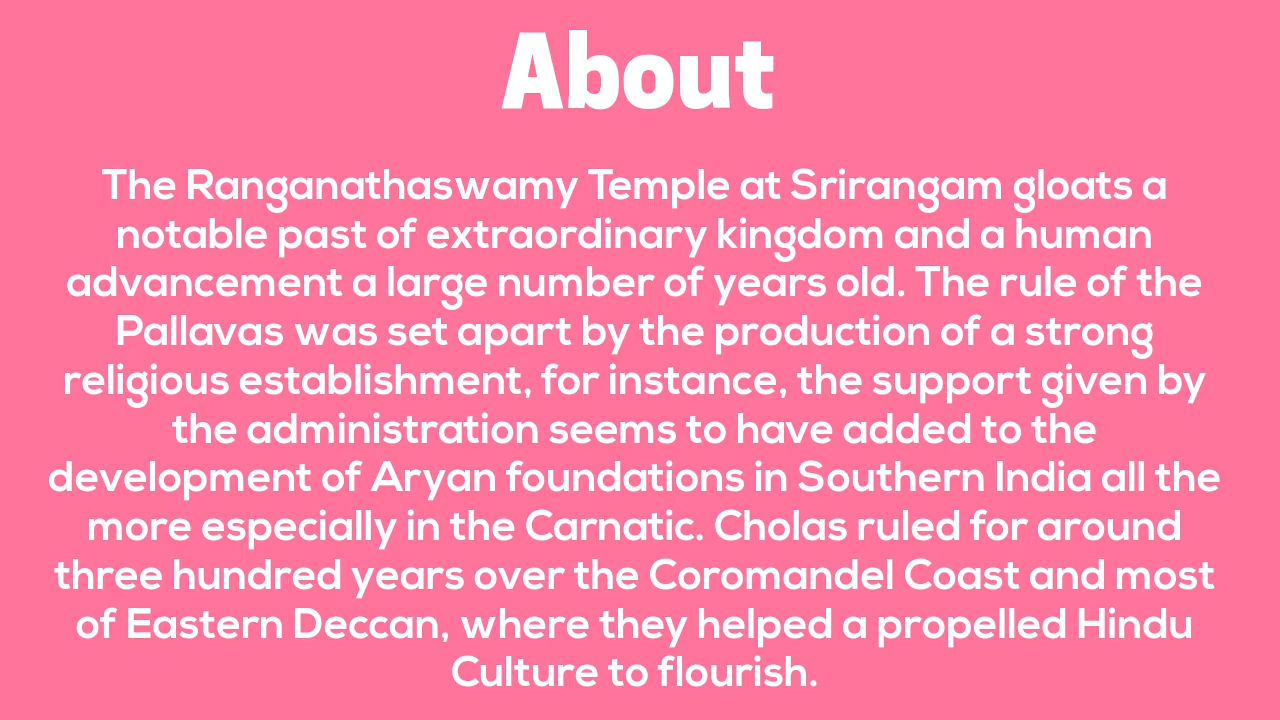 About
The Ranganathaswamy Temple at Srirangam gloats a
notable past of extraordinary kingdom and a human
advancement a large number of years old. The rule of the
Pallavas was set apart by the production of a strong
religious establishment, for instance, the support given by
the administration seems to have added to the
development of Aryan foundations in Southern India all the
more especially in the Carnatic. Cholas ruled for around
three hundred years over the Coromandel Coast and most
of Eastern Deccan, where they helped a propelled Hindu
Culture to flourish.